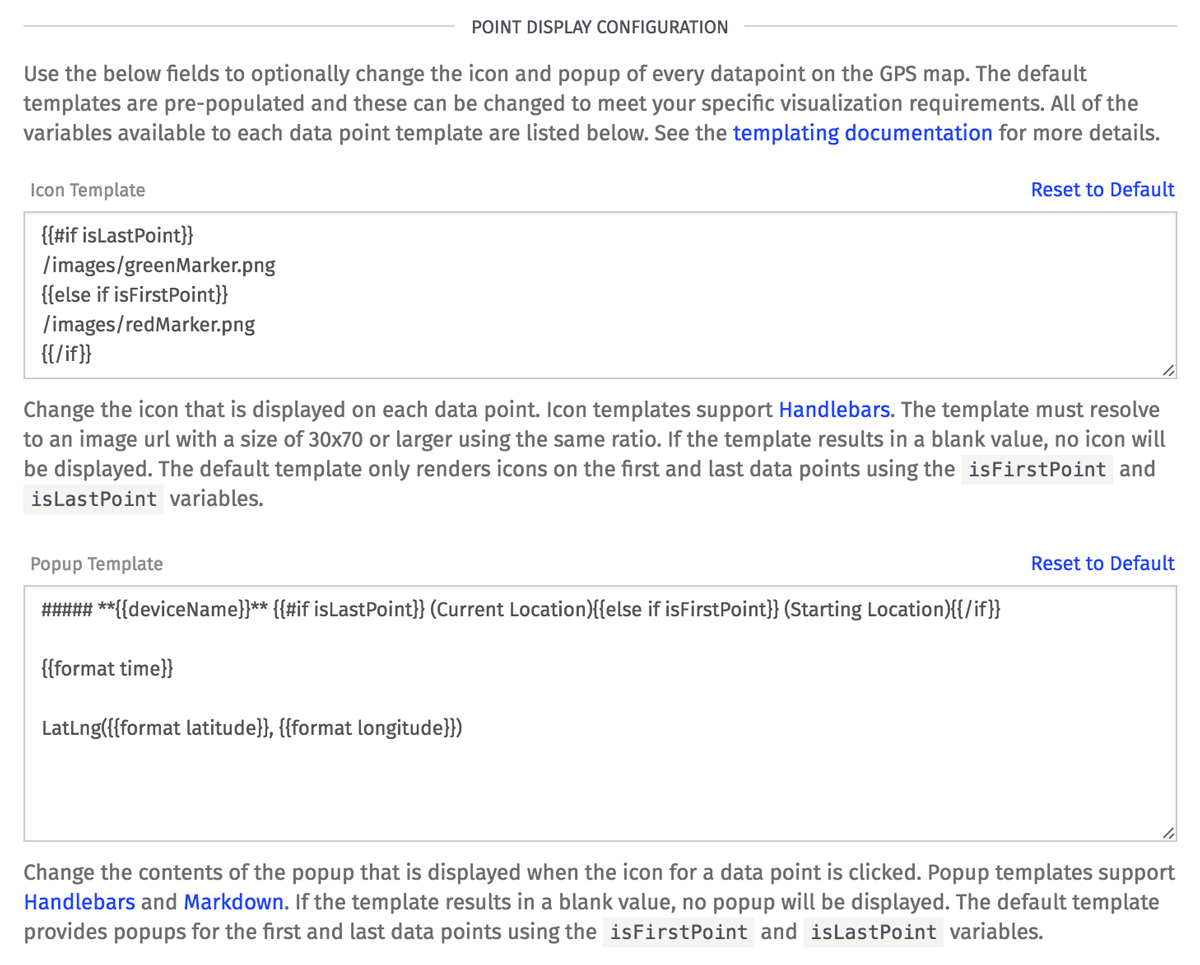 POINT DISPLAY CONFIGURATION
Use the below fields to optionally change the icon and popup of every datapoint on the GPS map. The default
templates are pre-populated and these can be changed to meet your specific visualization requirements. All of the
variables available to each data point template are listed below. See the templating documentation for more details.
Icon Template Reset to Default
{{#if isLastPoint}}
/images/greenMarker.png
{{else if isFirstPoint}}
/images/redMarker.png
{{/if}}
Change the icon that is displayed on each data point. Icon templates support Handlebars. The template must resolve
to an image url with a size of 30x70 or larger using the same ratio. If the template results in a blank value, no icon will
be displayed. The default template only renders icons on the first and last data points using the isFirstPoint and
isLastPoint variables.
Popup Template Reset to Default
##### **{{deviceName}}** {{#if isLastPoint}} (Current Location){{else if isFirstPoint}} (Starting Location){{/if}}
{{format time}}
LatLng({{format latitude}}, {{format longitude}})
Change the contents of the popup that is displayed when the icon for a data point is clicked. Popup templates support
Handlebars and Markdown. If the template results in a blank value, no popup will be displayed. The default template
provides popups for the first and last data points using the isFirstPoint and isLastPoint variables.